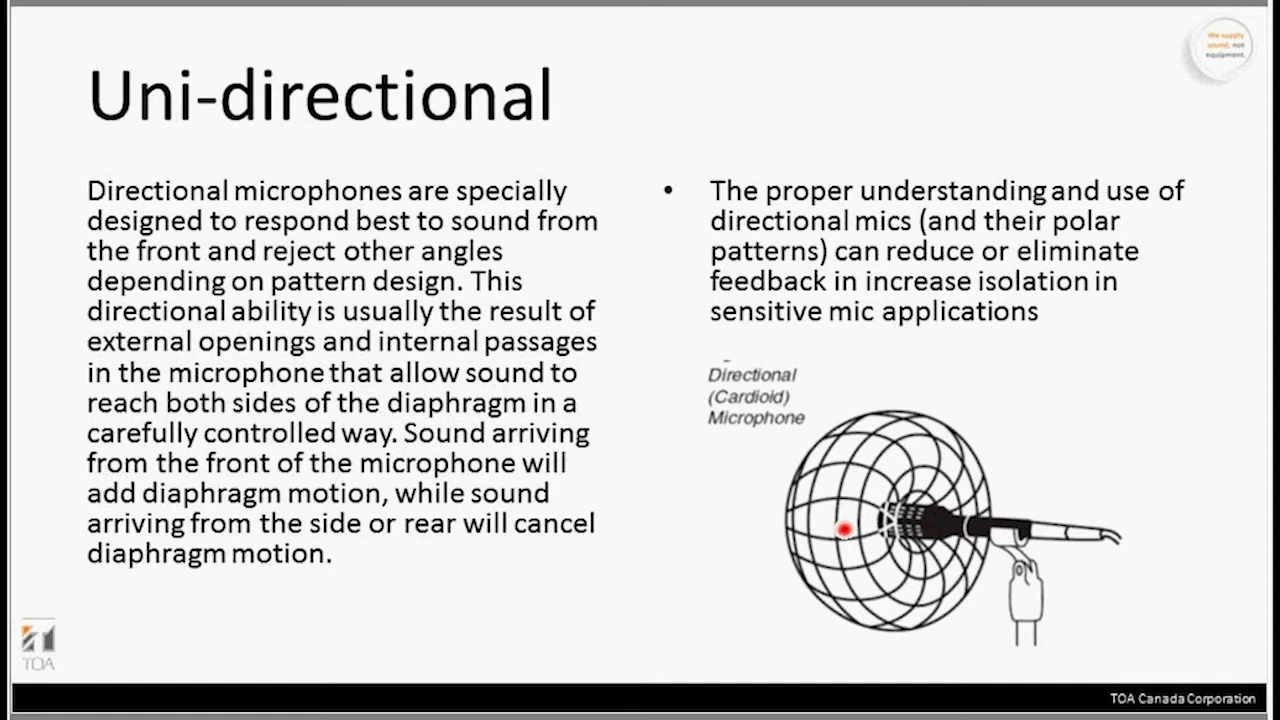 We supply
sound, not
equipment.
Uni-directional
Directional microphones are specially
designed to respond best to sound from
the front and reject other angles
depending on pattern design. This
directional ability is usually the result of
external openings and internal passages
in the microphone that allow sound to
reach both sides of the diaphragm in a
carefully controlled way. Sound arriving
from the front of the microphone will
add diaphragm motion, while sound
arriving from the side or rear will cancel
diaphragm motion.
• The proper understanding and use of
directional mics (and their polar
patterns) can reduce or eliminate
feedback in increase isolation in
sensitive mic applications
Directional
(Cardioid)
Microphone
TOA
TOA Canada Corporation